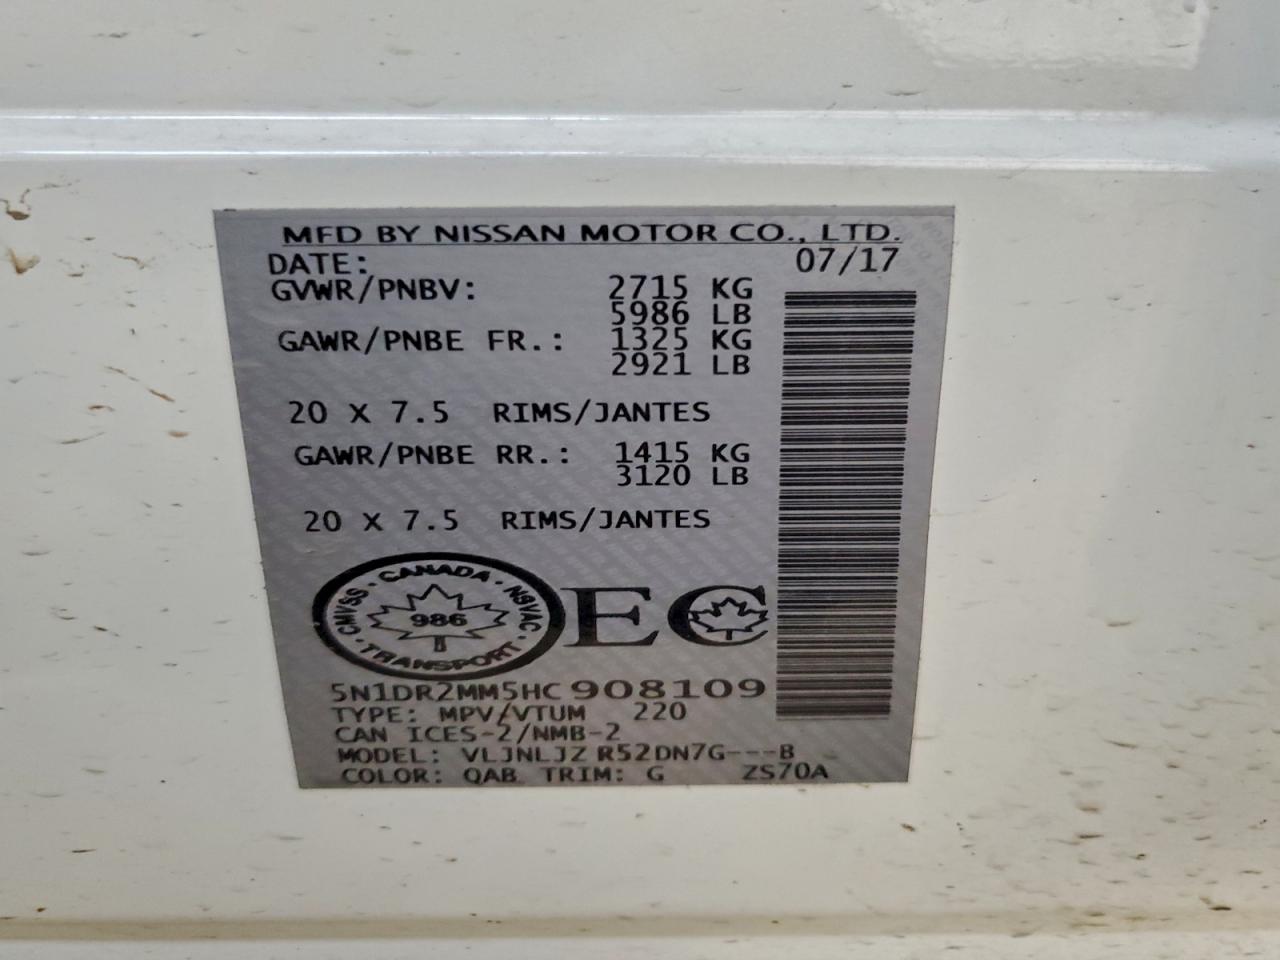 MFD BY NISSAN MOTOR CO., LTD.
DATE: 07/17
GVWR/PNBV: 2715 KG
5986 LB
GAWR/PNBE FR.: 1325 KG
2921 LB
20 X 7.5 RIMS/JANTES
GAWR/PNBE RR.: 1415 KG
3120 LB
20 X 7.5 RIMS/JANTES
CMVSS · CANADA · NSVAC · TRANSPORT
986
EC
5N1DR2MM5HC908109
TYPE: MPV/VTUM 220
CAN ICES-2/NMB-2
MODEL: VLJNLJZ R52DN7G---B
COLOR: QAB TRIM: G ZS70A